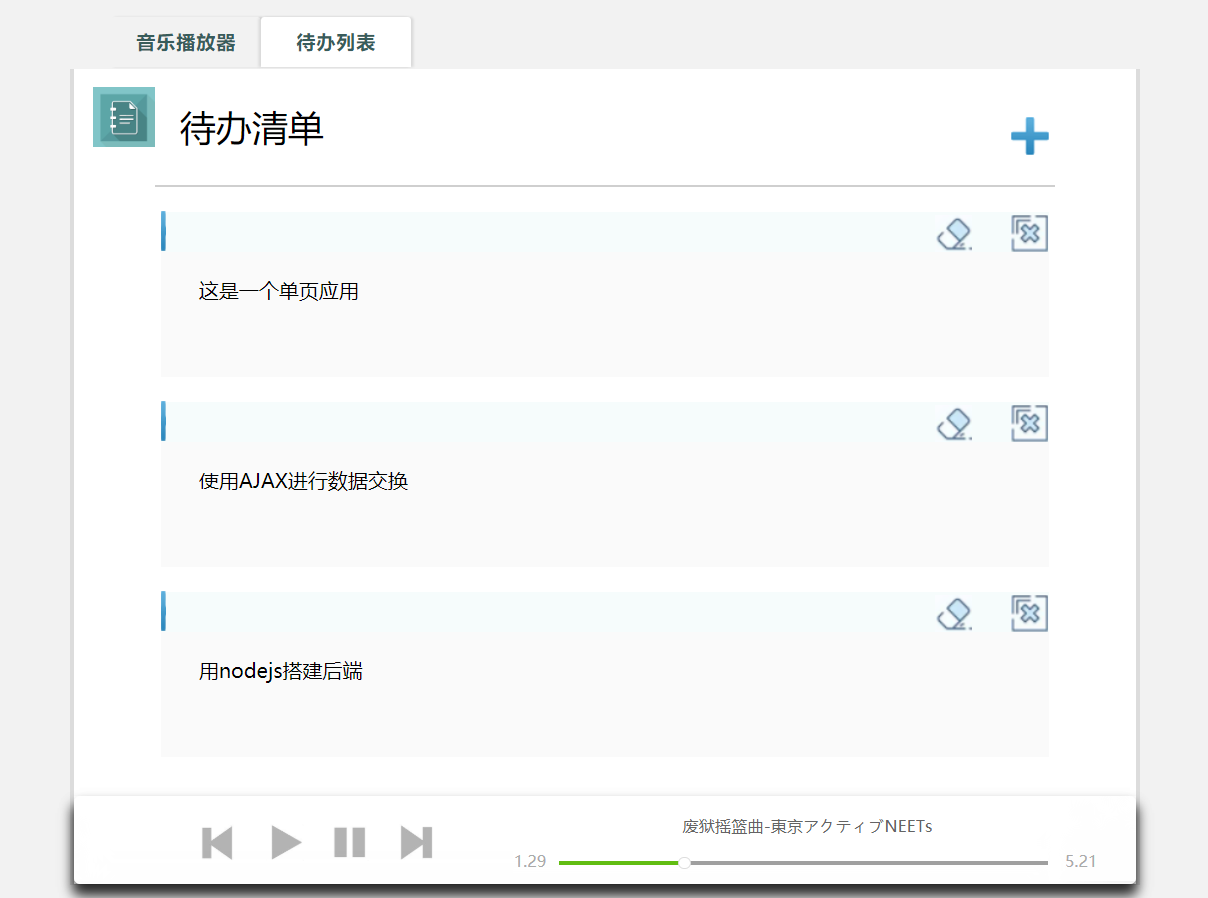 音乐播放器
待办列表
待办清单
这是一个单页应用
使用AJAX进行数据交换
用nodejs搭建后端
废狱摇篮曲-東京アクティブNEETs
1.29
5.21